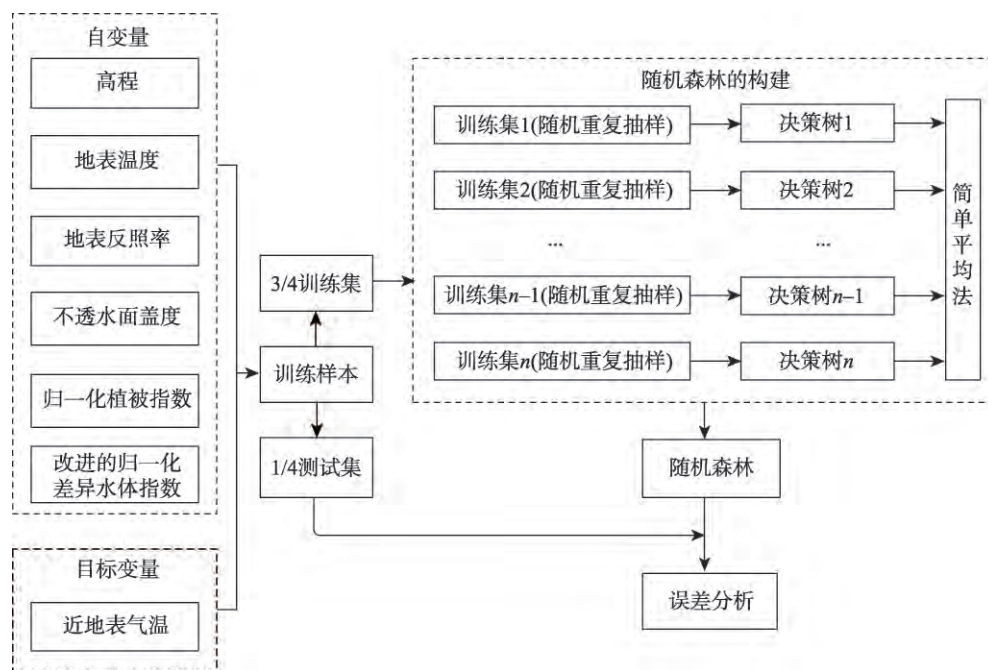 自变量
高程
地表温度
地表反照率
不透水面盖度
归一化植被指数
改进的归一化
差异水体指数
目标变量
近地表气温
3/4训练集
训练样本
1/4测试集
随机森林的构建
训练集1(随机重复抽样)
决策树1
训练集2(随机重复抽样)
决策树2
...
...
训练集n–1(随机重复抽样)
决策树n–1
训练集n(随机重复抽样)
决策树n
简单平均法
随机森林
误差分析